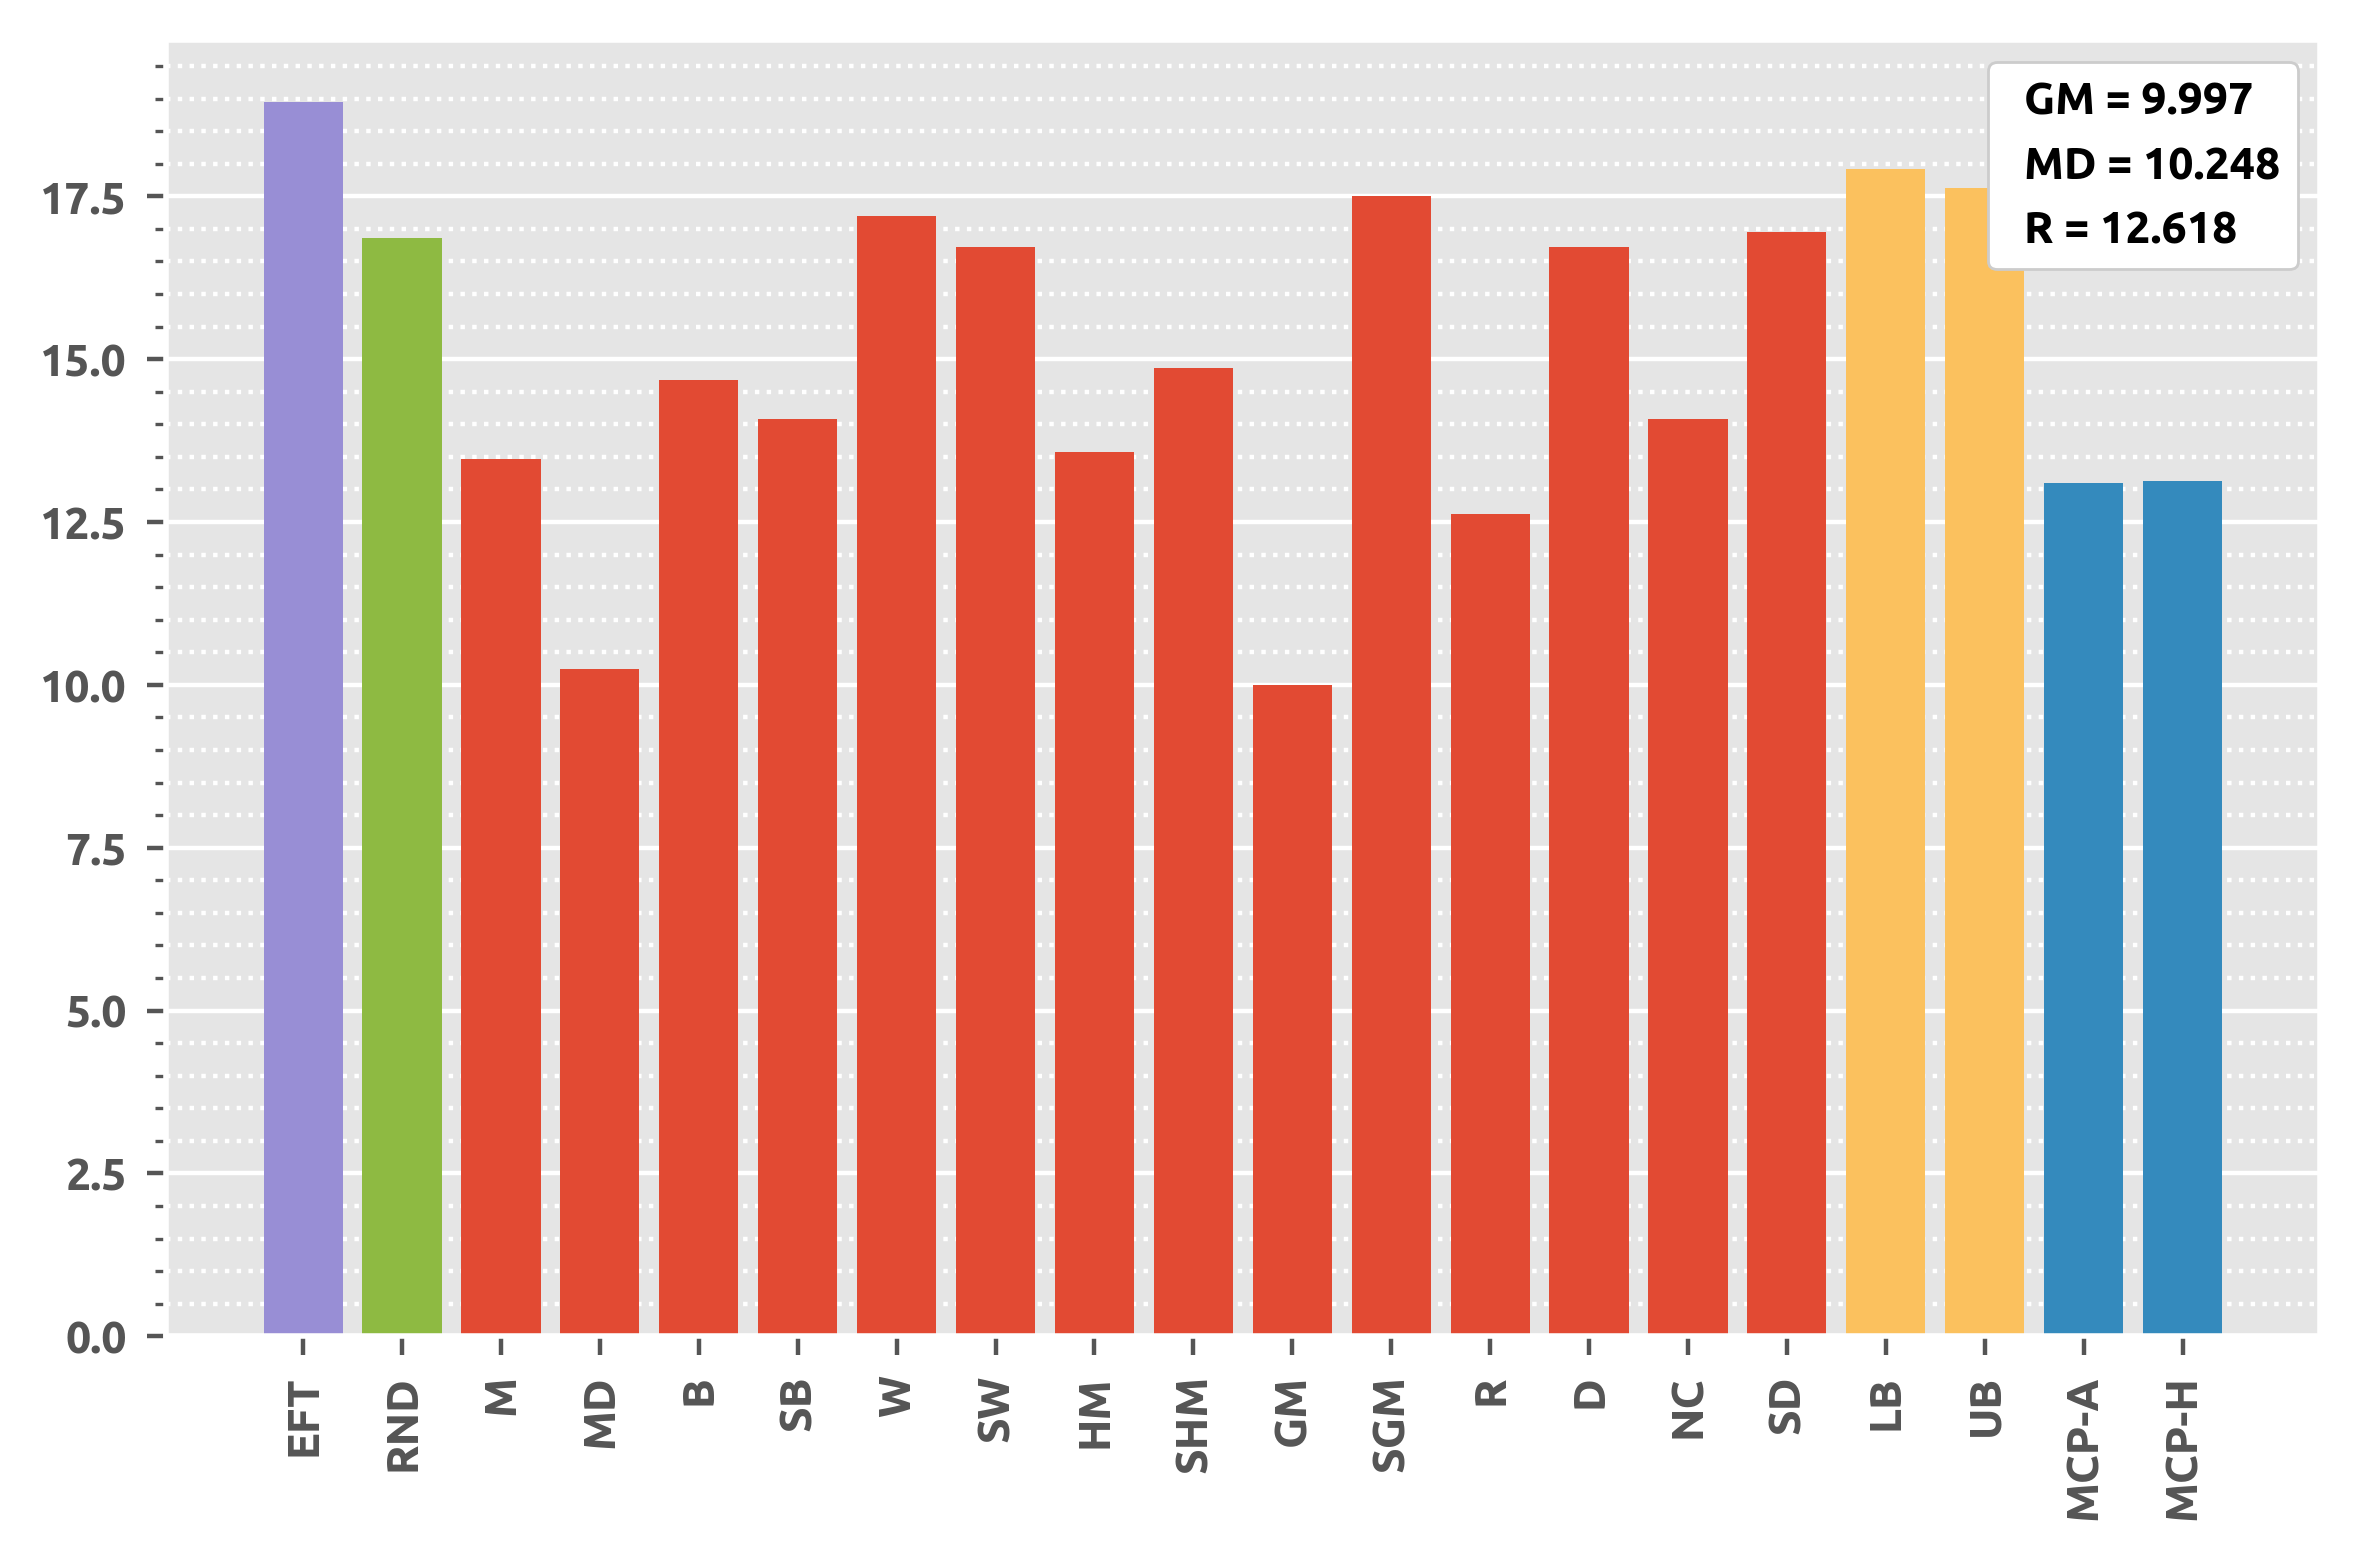 GM = 9.997
MD = 10.248
R = 12.618
17.5
15.0
12.5
10.0
7.5
5.0
2.5
0.0
EFT
RND
M
MD
B
SB
W
SW
HM
SHM
GM
SGM
R
D
NC
SD
LB
UB
MCP-A
MCP-H